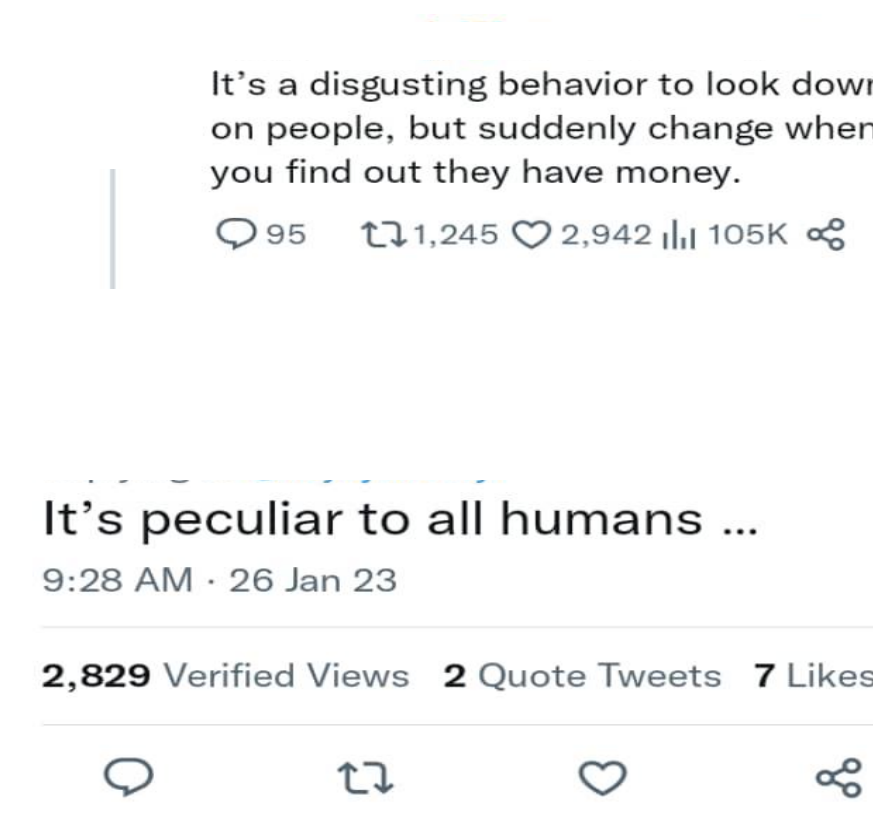 It’s a disgusting behavior to look down
on people, but suddenly change when
you find out they have money.
95 1,245 2,942 105K
It’s peculiar to all humans ...
9:28 AM · 26 Jan 23
2,829 Verified Views 2 Quote Tweets 7 Likes